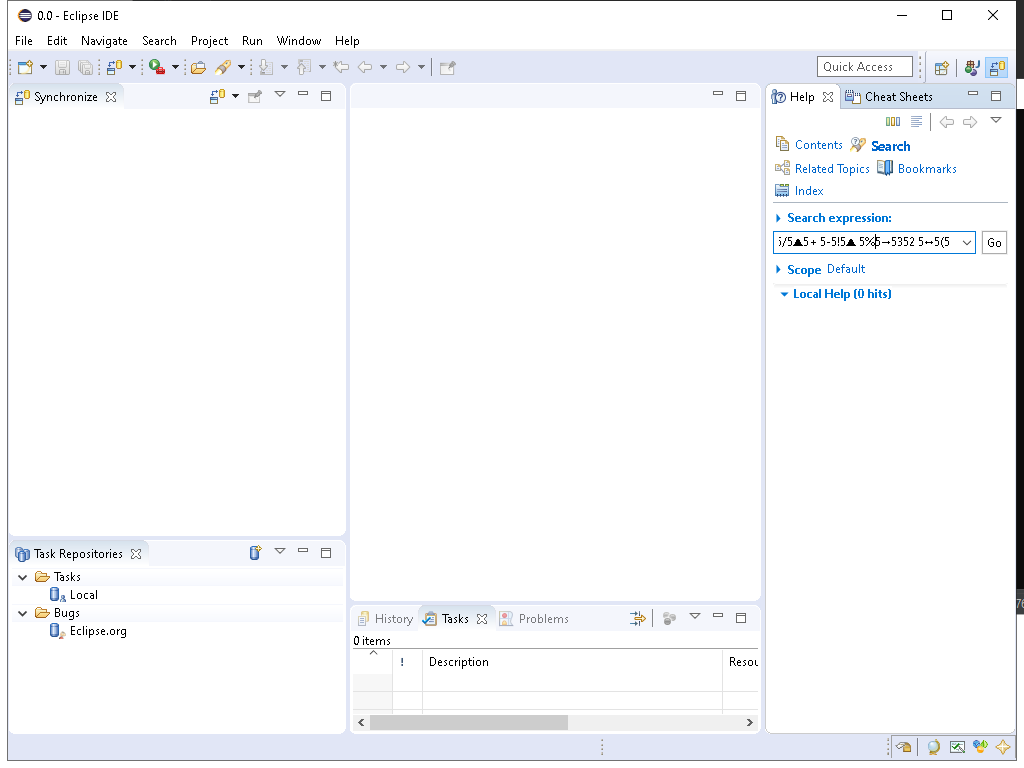 0.0 - Eclipse IDE
File Edit Navigate Search Project Run Window Help
Quick Access
Synchronize
Help Cheat Sheets
Contents Search
Related Topics Bookmarks
Index
Search expression:
5/5▲5+ 5-5!5▲ 5%5→5352 5↔5(5 Go
Scope Default
Local Help (0 hits)
Task Repositories
Tasks
Local
Bugs
Eclipse.org
History Tasks Problems
0 items
! Description Resou